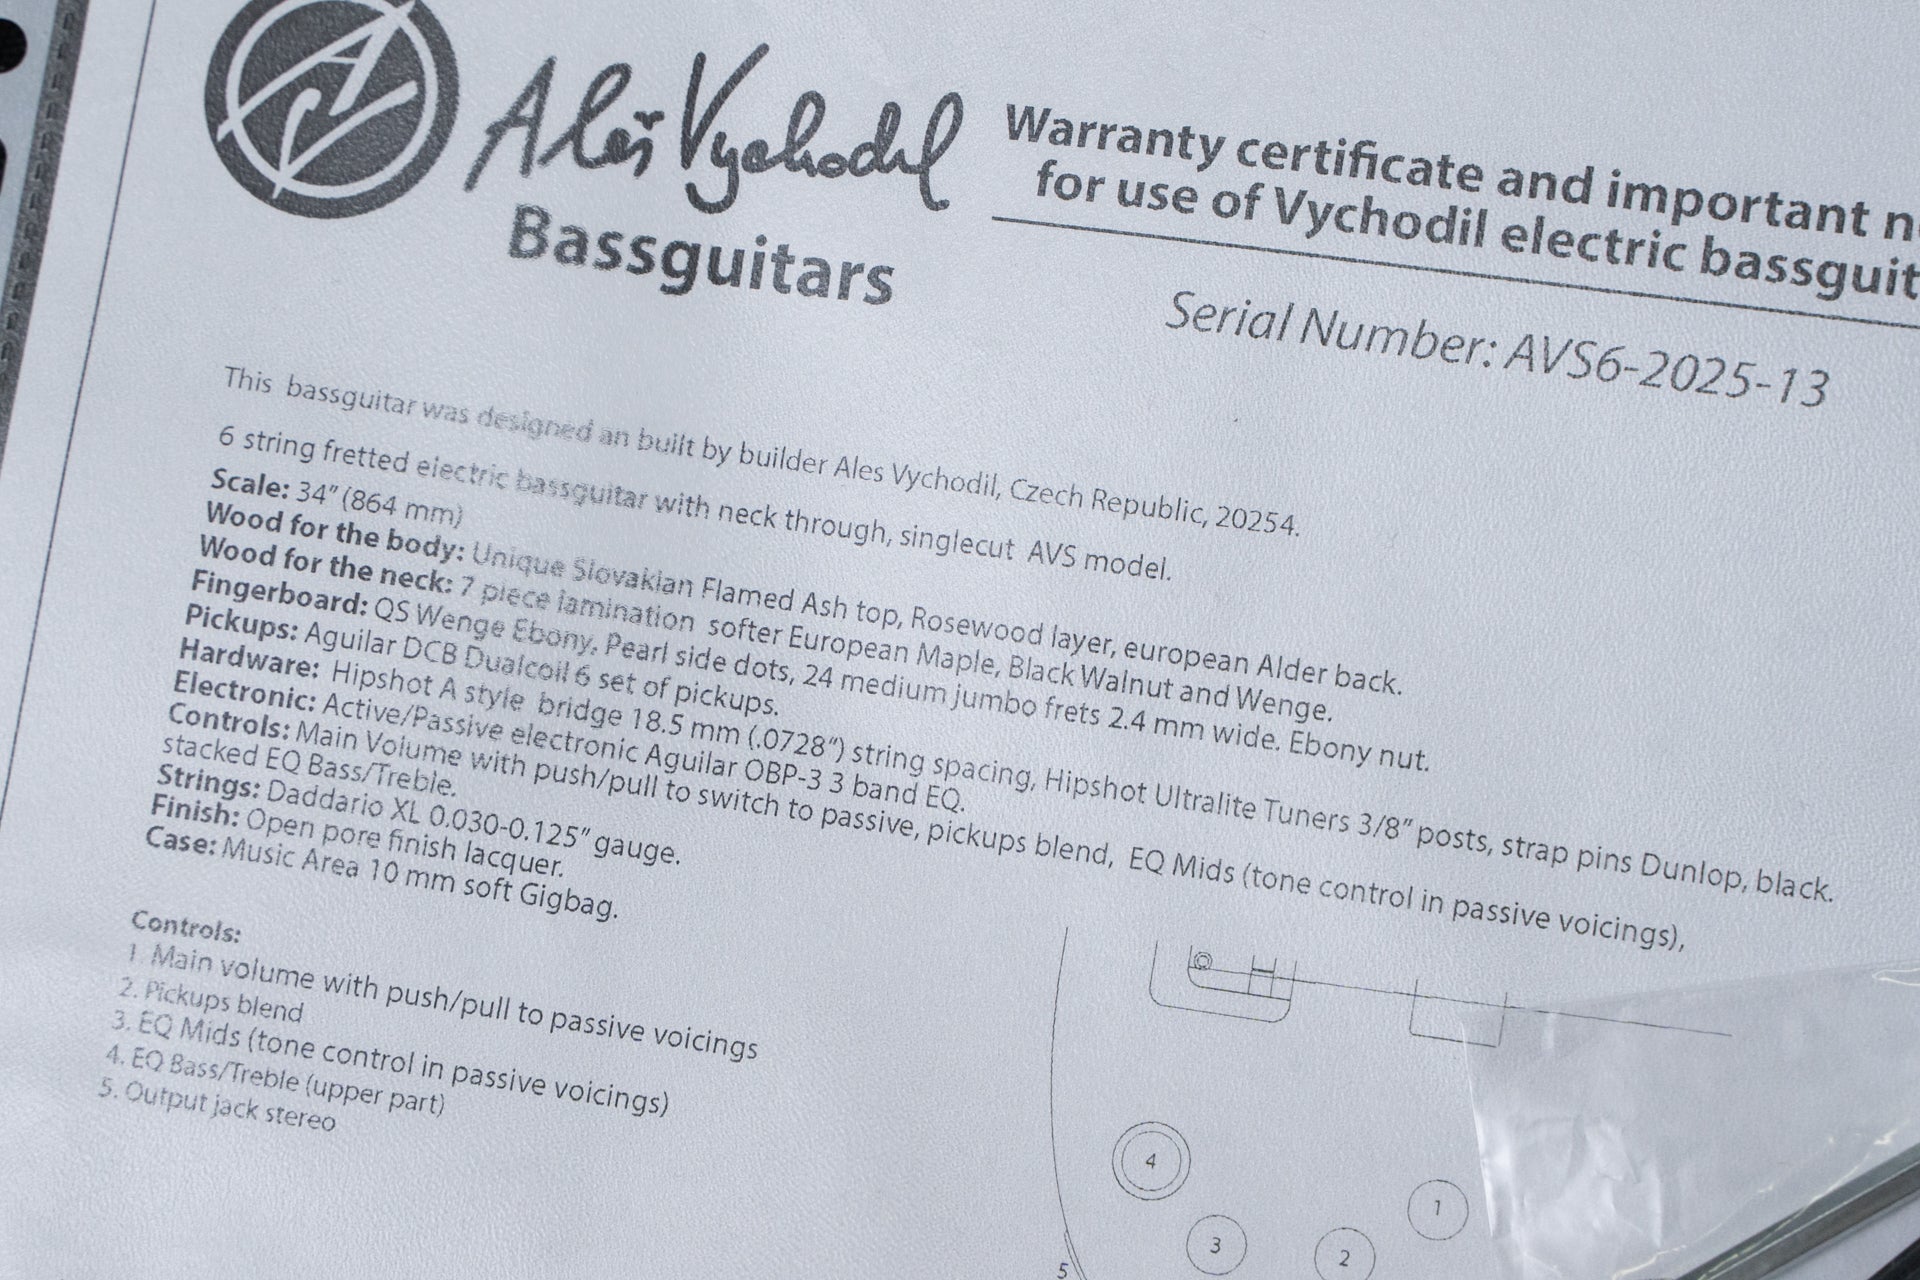 Aleš Vychodil
Bassguitars
Warranty certificate and important
for use of Vychodil electric
Serial Number: AVS6-2025-13
This bassguitar was designed an built by builder Ales Vychodil, Czech Republic, 20254.
6 string fretted electric bassguitar with neck through, singlecut AVS model.
Scale: 34" (864 mm)
Wood for the body: Unique Slovakian Flamed Ash top, Rosewood layer, european Alder back.
Wood for the neck: 7 piece lamination softer European Maple, Black Walnut and Wenge.
Fingerboard: QS Wenge Ebony, Pearl side dots, 24 medium jumbo frets 2.4 mm wide. Ebony nut.
Pickups: Aguilar DCB Dualcoil 6 set of pickups.
Hardware: Hipshot A style bridge 18.5 mm (.0728") string spacing, Hipshot Ultralite Tuners 3/8" posts, strap pins Dunlop, black.
Electronic: Active/Passive electronic Aguilar OBP-3 3 band EQ.
Controls: Main Volume with push/pull to switch to passive, pickups blend, EQ Mids (tone control in passive voicings),
stacked EQ Bass/Treble.
Strings: Daddario XL 0.030-0.125" gauge.
Finish: Open pore finish lacquer.
Case: Music Area 10 mm soft Gigbag.
Controls:
1. Main volume with push/pull to passive voicings
2. Pickups blend
3. EQ Mids (tone control in passive voicings)
4. EQ Bass/Treble (upper part)
5. Output jack stereo
4
1
3
2
5